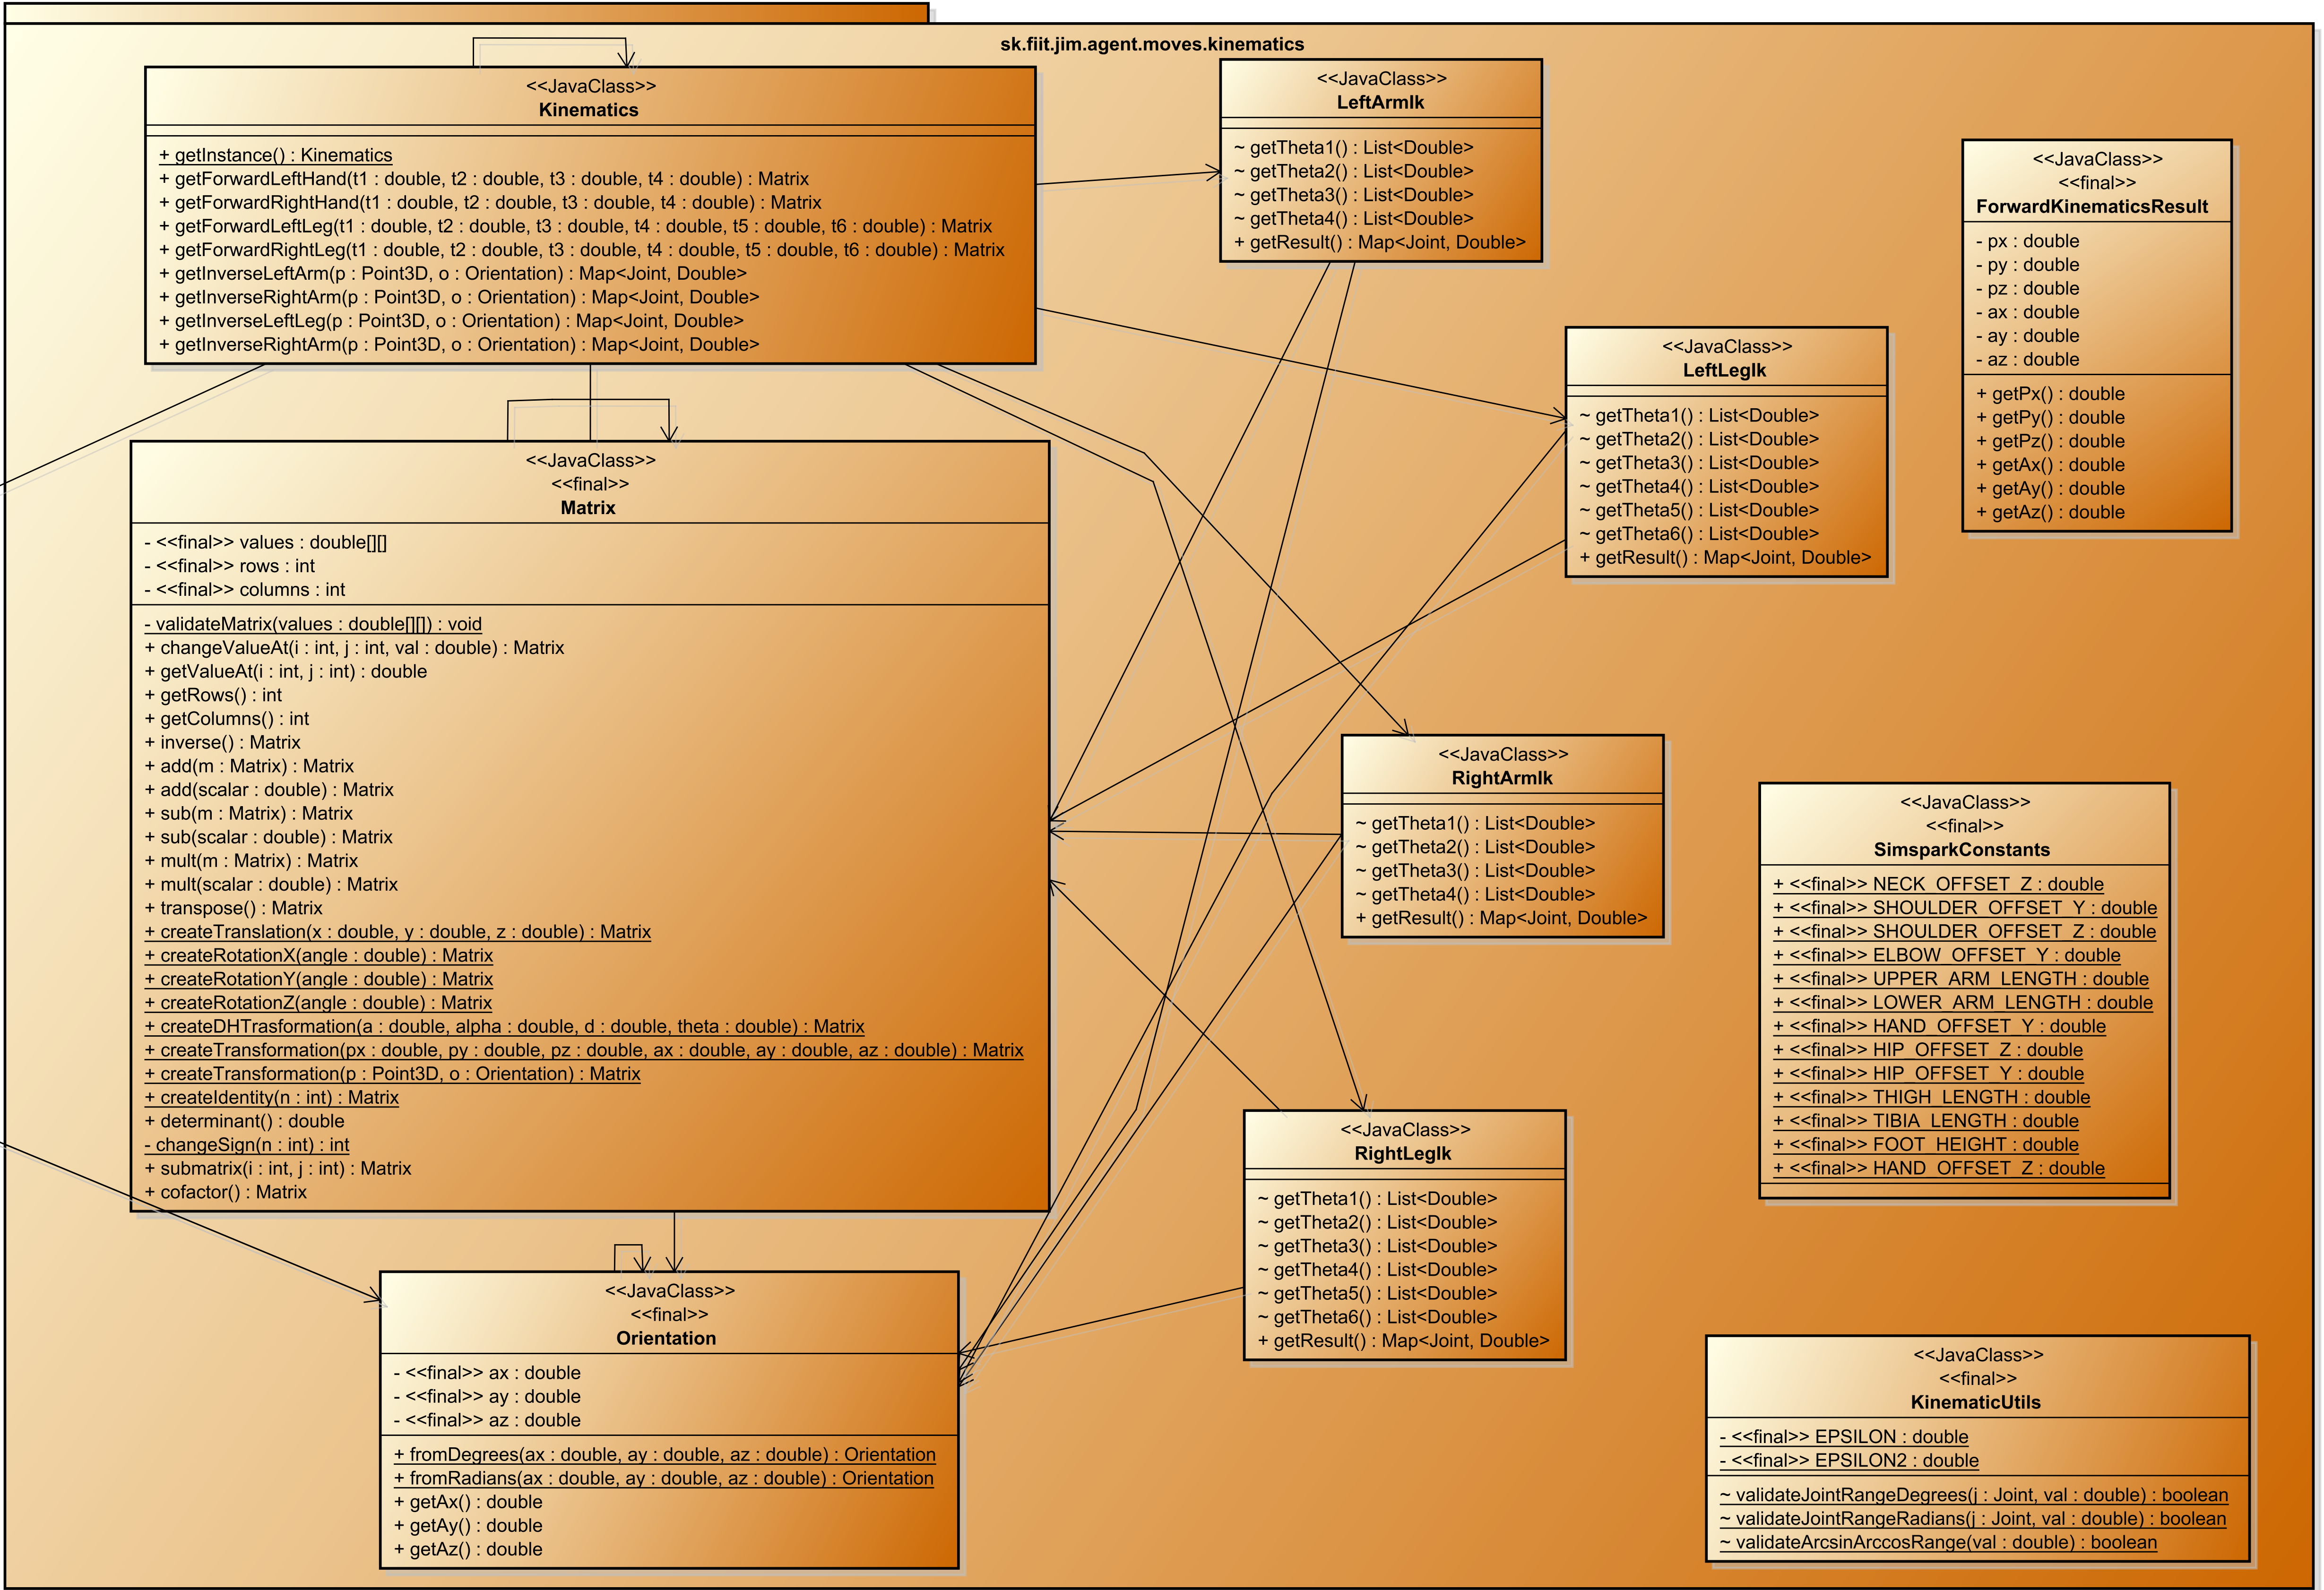 sk.fiit.jim.agent.moves.kinematics
<<JavaClass>>
Kinematics
+ getInstance() : Kinematics
+ getForwardLeftHand(t1 : double, t2 : double, t3 : double, t4 : double) : Matrix
+ getForwardRightHand(t1 : double, t2 : double, t3 : double, t4 : double) : Matrix
+ getForwardLeftLeg(t1 : double, t2 : double, t3 : double, t4 : double, t5 : double, t6 : double) : Matrix
+ getForwardRightLeg(t1 : double, t2 : double, t3 : double, t4 : double, t5 : double, t6 : double) : Matrix
+ getInverseLeftArm(p : Point3D, o : Orientation) : Map<Joint, Double>
+ getInverseRightArm(p : Point3D, o : Orientation) : Map<Joint, Double>
+ getInverseLeftLeg(p : Point3D, o : Orientation) : Map<Joint, Double>
+ getInverseRightArm(p : Point3D, o : Orientation) : Map<Joint, Double>
<<JavaClass>>
LeftArmIk
~ getTheta1() : List<Double>
~ getTheta2() : List<Double>
~ getTheta3() : List<Double>
~ getTheta4() : List<Double>
+ getResult() : Map<Joint, Double>
<<JavaClass>>
<<final>>
ForwardKinematicsResult
- px : double
- py : double
- pz : double
- ax : double
- ay : double
- az : double
+ getPx() : double
+ getPy() : double
+ getPz() : double
+ getAx() : double
+ getAy() : double
+ getAz() : double
<<JavaClass>>
LeftLegIk
~ getTheta1() : List<Double>
~ getTheta2() : List<Double>
~ getTheta3() : List<Double>
~ getTheta4() : List<Double>
~ getTheta5() : List<Double>
~ getTheta6() : List<Double>
+ getResult() : Map<Joint, Double>
<<JavaClass>>
<<final>>
Matrix
- <<final>> values : double[][]
- <<final>> rows : int
- <<final>> columns : int
- validateMatrix(values : double[][]) : void
+ changeValueAt(i : int, j : int, val : double) : Matrix
+ getValueAt(i : int, j : int) : double
+ getRows() : int
+ getColumns() : int
+ inverse() : Matrix
+ add(m : Matrix) : Matrix
+ add(scalar : double) : Matrix
+ sub(m : Matrix) : Matrix
+ sub(scalar : double) : Matrix
+ mult(m : Matrix) : Matrix
+ mult(scalar : double) : Matrix
+ transpose() : Matrix
+ createTranslation(x : double, y : double, z : double) : Matrix
+ createRotationX(angle : double) : Matrix
+ createRotationY(angle : double) : Matrix
+ createRotationZ(angle : double) : Matrix
+ createDHTrasformation(a : double, alpha : double, d : double, theta : double) : Matrix
+ createTransformation(px : double, py : double, pz : double, ax : double, ay : double, az : double) : Matrix
+ createTransformation(p : Point3D, o : Orientation) : Matrix
+ createIdentity(n : int) : Matrix
+ determinant() : double
- changeSign(n : int) : int
+ submatrix(i : int, j : int) : Matrix
+ cofactor() : Matrix
<<JavaClass>>
RightArmIk
~ getTheta1() : List<Double>
~ getTheta2() : List<Double>
~ getTheta3() : List<Double>
~ getTheta4() : List<Double>
+ getResult() : Map<Joint, Double>
<<JavaClass>>
<<final>>
SimsparkConstants
+ <<final>> NECK_OFFSET_Z : double
+ <<final>> SHOULDER_OFFSET_Y : double
+ <<final>> SHOULDER_OFFSET_Z : double
+ <<final>> ELBOW_OFFSET_Y : double
+ <<final>> UPPER_ARM_LENGTH : double
+ <<final>> LOWER_ARM_LENGTH : double
+ <<final>> HAND_OFFSET_Y : double
+ <<final>> HIP_OFFSET_Z : double
+ <<final>> HIP_OFFSET_Y : double
+ <<final>> THIGH_LENGTH : double
+ <<final>> TIBIA_LENGTH : double
+ <<final>> FOOT_HEIGHT : double
+ <<final>> HAND_OFFSET_Z : double
<<JavaClass>>
RightLegIk
~ getTheta1() : List<Double>
~ getTheta2() : List<Double>
~ getTheta3() : List<Double>
~ getTheta4() : List<Double>
~ getTheta5() : List<Double>
~ getTheta6() : List<Double>
+ getResult() : Map<Joint, Double>
<<JavaClass>>
<<final>>
Orientation
- <<final>> ax : double
- <<final>> ay : double
- <<final>> az : double
+ fromDegrees(ax : double, ay : double, az : double) : Orientation
+ fromRadians(ax : double, ay : double, az : double) : Orientation
+ getAx() : double
+ getAy() : double
+ getAz() : double
<<JavaClass>>
<<final>>
KinematicUtils
- <<final>> EPSILON : double
- <<final>> EPSILON2 : double
~ validateJointRangeDegrees(j : Joint, val : double) : boolean
~ validateJointRangeRadians(j : Joint, val : double) : boolean
~ validateArcsinArccosRange(val : double) : boolean